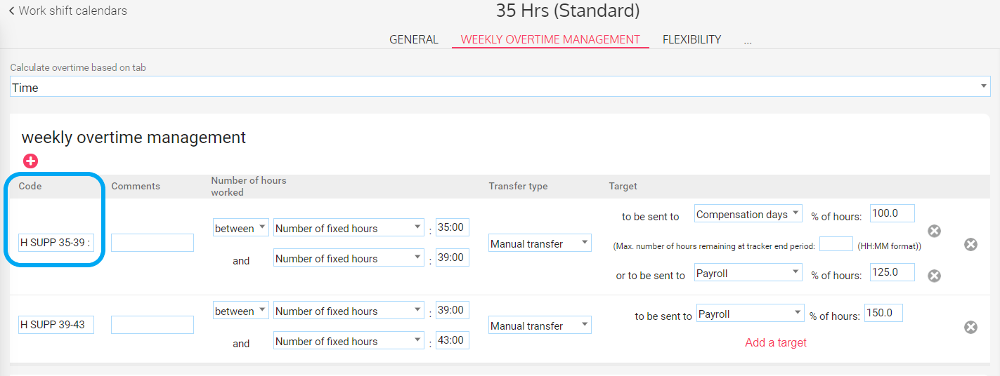 Work shift calendars
35 Hrs (Standard)
GENERAL WEEKLY OVERTIME MANAGEMENT FLEXIBILITY ...
Calculate overtime based on tab
Time
weekly overtime management
Code Comments Number of hours worked Transfer type Target
H SUPP 35-39 :
between Number of fixed hours : 35:00
and Number of fixed hours : 39:00
Manual transfer
to be sent to Compensation days % of hours: 100.0
(Max. number of hours remaining at tracker end period: (HH:MM format))
or to be sent to Payroll % of hours: 125.0
H SUPP 39-43
between Number of fixed hours : 39:00
and Number of fixed hours : 43:00
Manual transfer
to be sent to Payroll % of hours: 150.0
Add a target